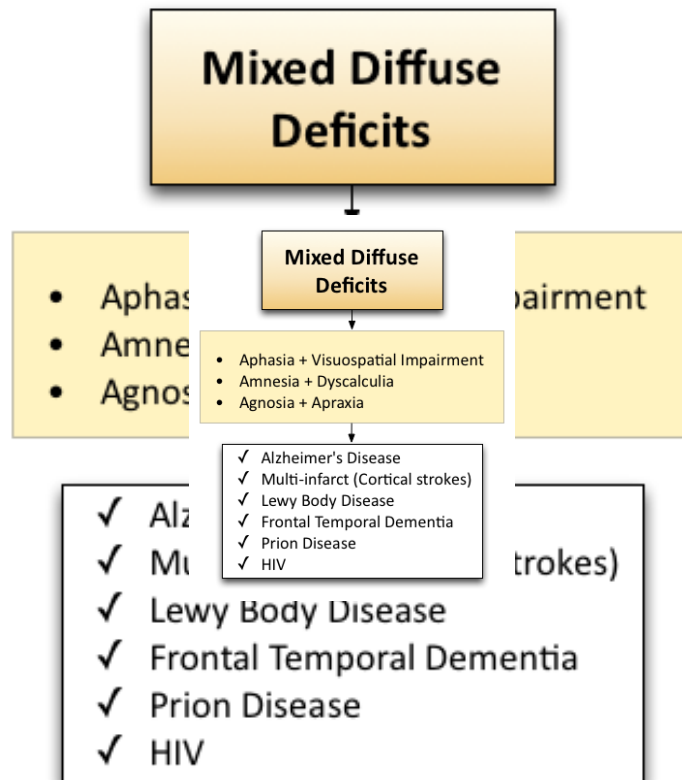 Mixed Diffuse
Deficits
• Aphas
pairment
• Amne
• Agnos
Mixed Diffuse
Deficits
• Aphasia + Visuospatial Impairment
• Amnesia + Dyscalculia
• Agnosia + Apraxia
✓ Alzheimer's Disease
✓ Multi-infarct (Cortical strokes)
✓ Lewy Body Disease
✓ Frontal Temporal Dementia
✓ Prion Disease
✓ HIV
✓ Alz
✓ Mu
trokes)
✓ Lewy Body Disease
✓ Frontal Temporal Dementia
✓ Prion Disease
✓ HIV